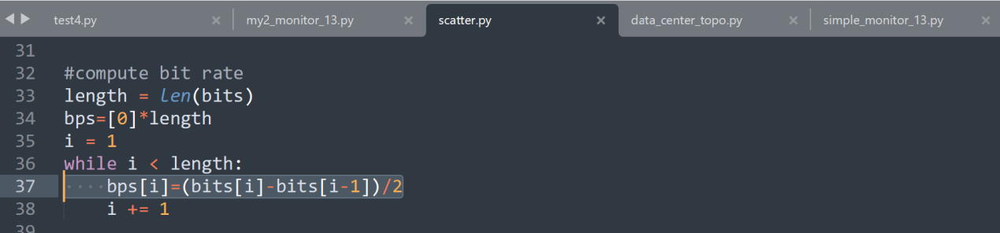 test4.py × my2_monitor_13.py × scatter.py × data_center_topo.py × simple_monitor_13.py ×
31
32 #compute bit rate
33 length = len(bits)
34 bps=[0]*length
35 i = 1
36 while i < length:
37 bps[i]=(bits[i]-bits[i-1])/2
38 i += 1
39